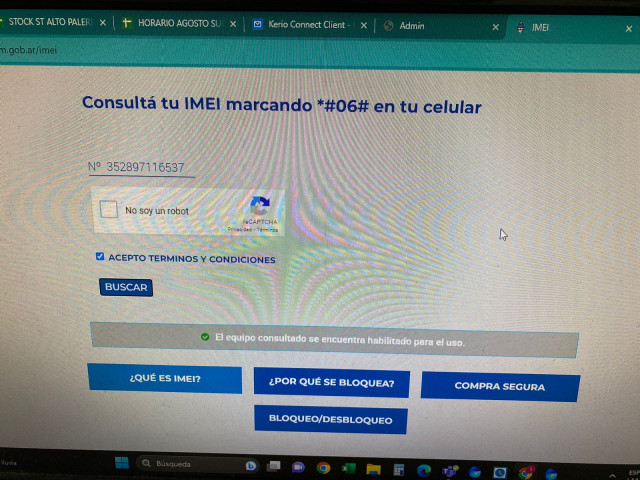 STOCK ST ALTO PALER
HORARIO AGOSTO SU
Kerio Connect Client -
Admin
IMEI
m.gob.ar/imei
Consultá tu IMEI marcando *#06# en tu celular
Nº 352897116537
No soy un robot
reCAPTCHA
Privacidad - Términos
ACEPTO TERMINOS Y CONDICIONES
BUSCAR
El equipo consultado se encuentra habilitado para el uso.
¿QUÉ ES IMEI?
¿POR QUÉ SE BLOQUEA?
COMPRA SEGURA
BLOQUEO/DESBLOQUEO
Búsqueda
ESP